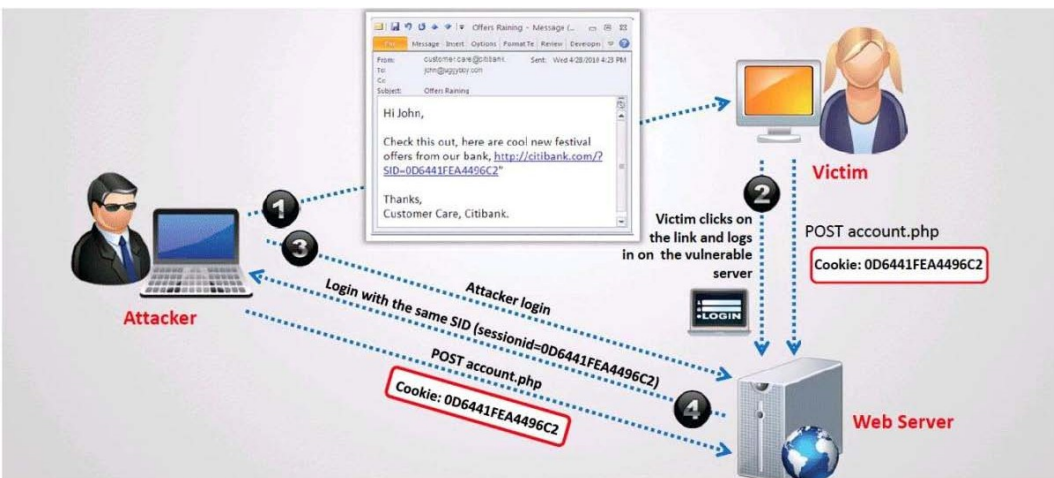 Offers Raining - Message (...
File Message Insert Options Format Te Review Developm
From: customer.care@citibank Sent: Wed 4/28/2010 4:23 PM
To:
Cc
Subject: Offers Raining
Hi John,
Check this out, here are cool new festival
offers from our bank, http://citibank.com/?
SID=0D6441FEA4496C2"
Thanks,
Customer Care, Citibank.
Victim
1
2
3
Victim clicks on
the link and logs
in on the vulnerable
server
POST account.php
Cookie: 0D6441FEA4496C2
LOGIN
Attacker
Attacker login
Login with the same SID (sessionid=0D6441FEA4496C2)
POST account.php
Cookie: 0D6441FEA4496C2
4
Web Server